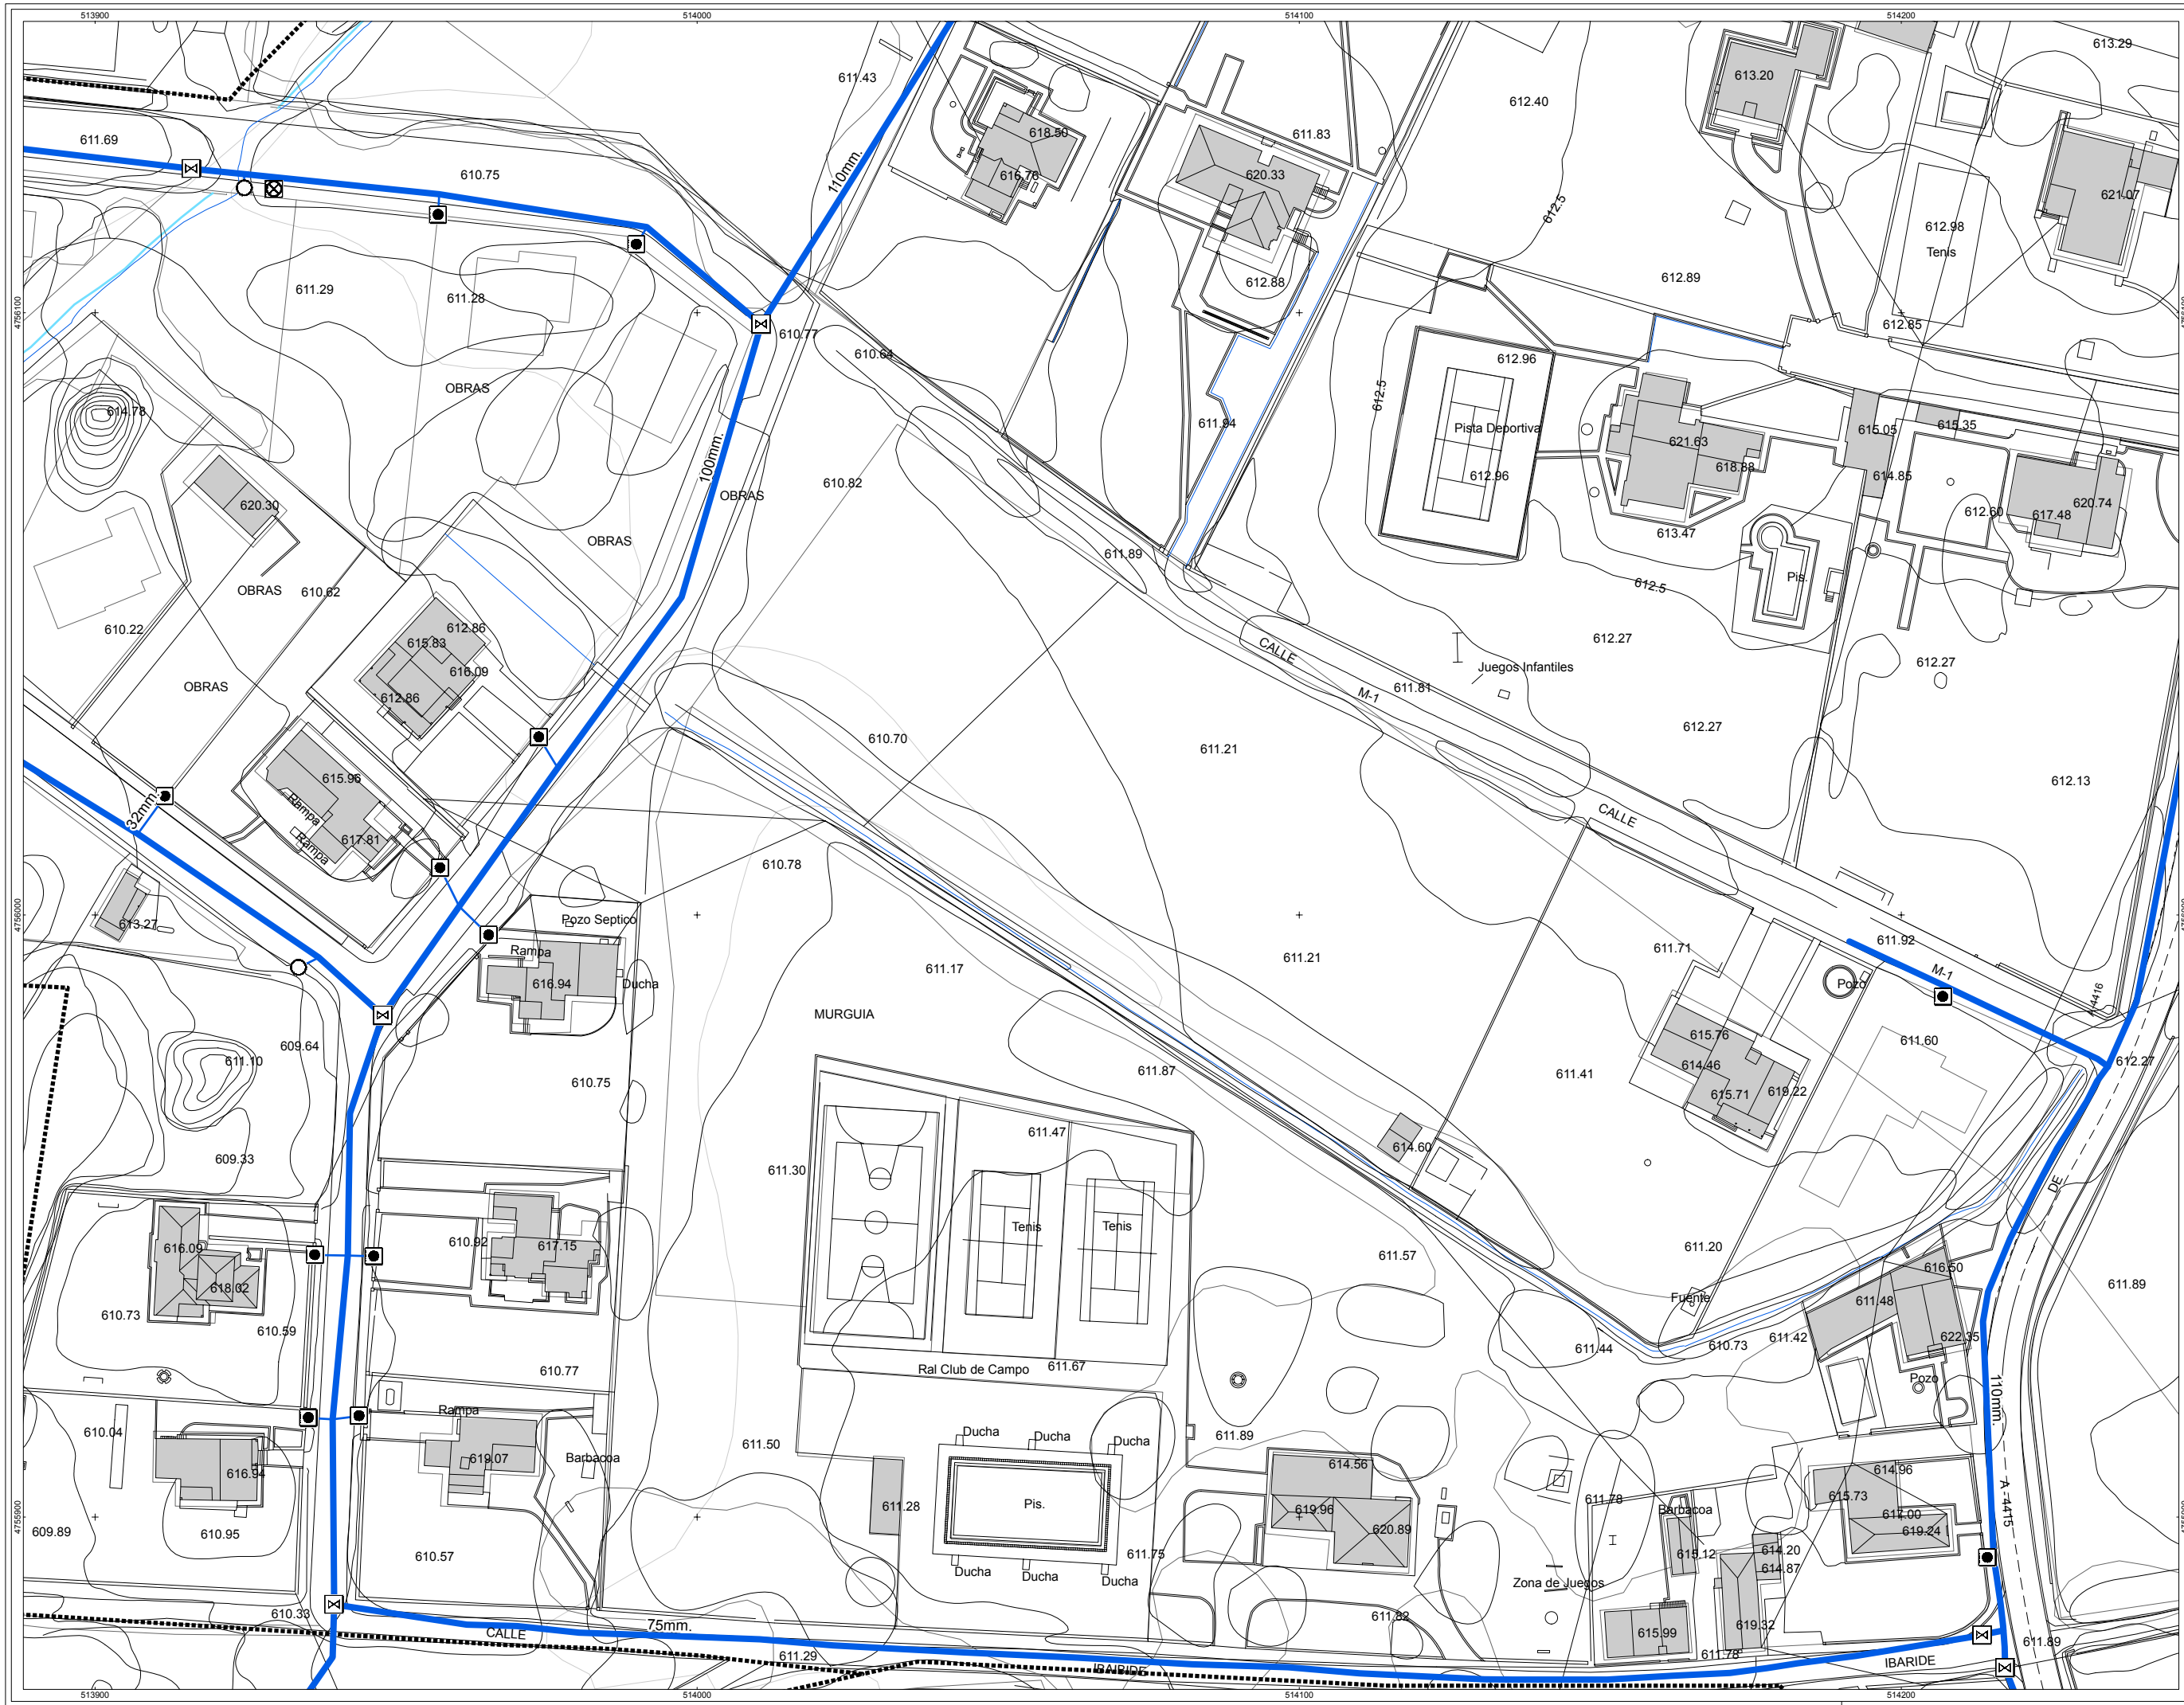 513900
514000
514100
514200
613.29
611.43
612.40
613.20
611.69
618.50
611.83
610.75
110mm.
616.76
620.33
621.07
612.5
612.98
Tenis
611.29
611.28
612.88
612.89
4756100
610.77
612.85
610.64
612.96
OBRAS
612.5
614.78
611.94
Pista Deportiva
615.05
615.35
621.63
100mm.
618.88
612.96
614.85
610.82
OBRAS
620.30
620.74
617.48
612.60
613.47
OBRAS
611.89
Pis.
612.5
OBRAS
610.62
610.22
612.86
615.83
612.27
CALLE
616.09
Juegos Infantiles
612.27
OBRAS
612.86
M-1
611.81
612.27
610.70
611.21
615.96
612.13
32mm.
Rampa
CALLE
617.81
Rampa
610.78
4756000
613.27
Pozo Septico
611.92
Rampa
611.71
611.21
611.17
M-1
616.94
Ducha
Pozo
A-4416
MURGUIA
615.76
611.60
609.64
611.10
614.46
612.27
611.87
611.41
610.75
615.71
619.22
611.47
614.60
609.33
611.30
DE
Tenis
Tenis
610.92
617.15
616.09
611.20
611.57
616.50
618.02
611.89
Fuente
611.48
610.73
610.59
622.35
611.42
611.44
610.73
Ral Club de Campo
611.67
610.77
Pozo
110mm
Rampa
610.04
Ducha
Ducha
Ducha
611.89
611.50
Barbacoa
619.07
614.56
614.96
616.94
615.73
611.78
Pis.
611.28
Barbacoa
619.96
617.00
A-4415
609.89
610.95
620.89
619.24
4755900
610.57
611.75
615.12
614.20
614.87
Ducha
Ducha
Ducha
Zona de Juegos
610.33
611.82
75mm.
619.32
CALLE
615.99
611.89
611.29
611.78
IBARIDE